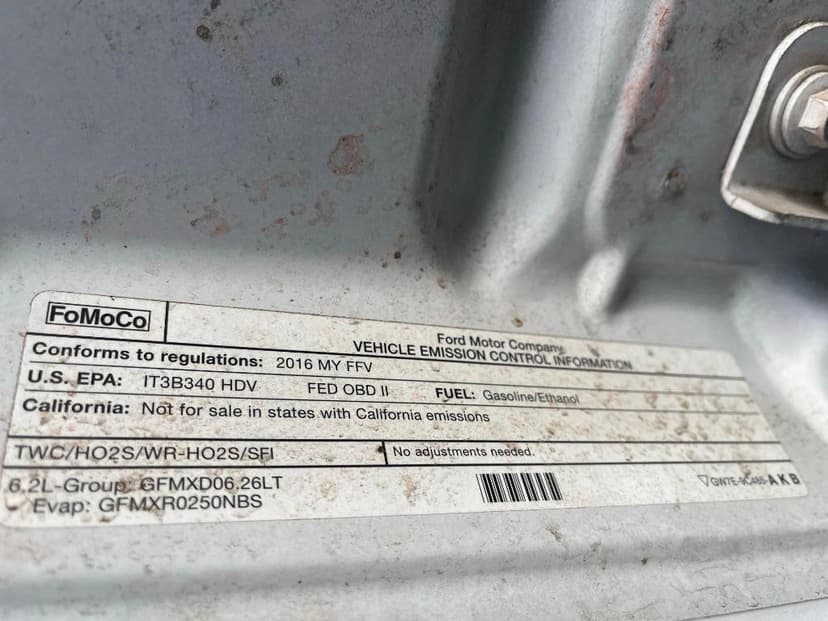 FoMoCo
Ford Motor Company
VEHICLE EMISSION CONTROL INFORMATION
Conforms to regulations: 2016 MY FFV
U.S. EPA: IT3B340 HDV FED OBD II FUEL: Gasoline/Ethanol
California: Not for sale in states with California emissions
TWC/HO2S/WR-HO2S/SFI No adjustments needed.
6.2L-Group: GFMXD06.26LT
Evap: GFMXR0250NBS
GW7E-9C485-AKB